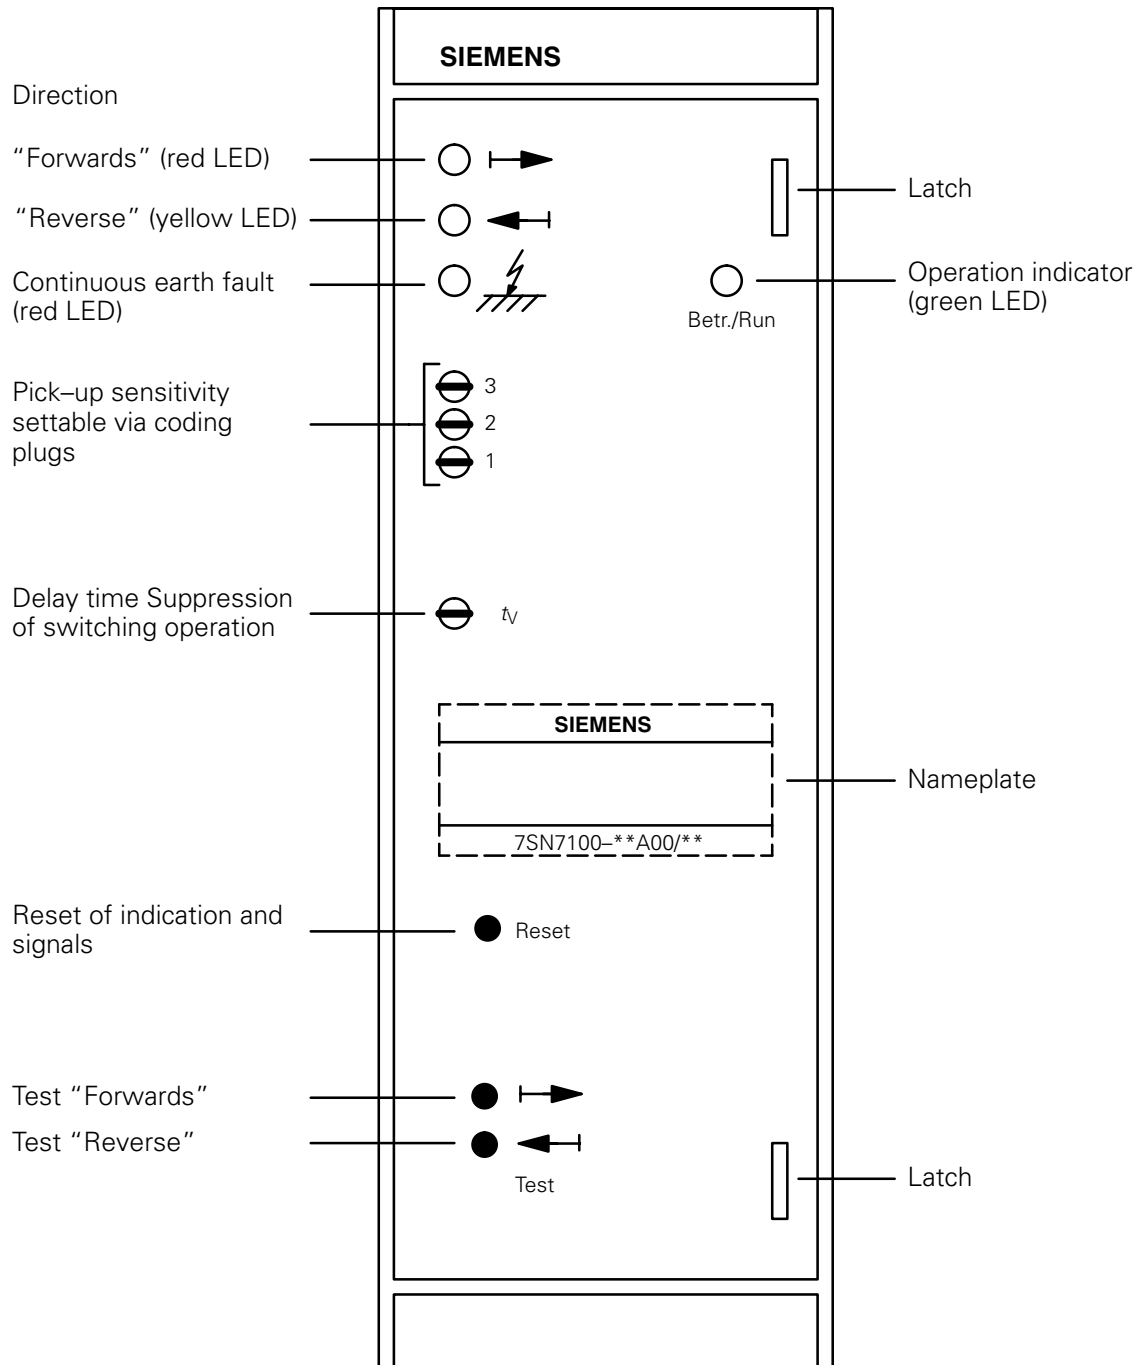 SIEMENS
Direction
“Forwards” (red LED)
“Reverse” (yellow LED)
Continuous earth fault
(red LED)
Latch
Operation indicator
(green LED)
Betr./Run
Pick–up sensitivity
settable via coding
plugs
3
2
1
Delay time Suppression
of switching operation
tV
SIEMENS
7SN7100–**A00/**
Nameplate
Reset of indication and
signals
Reset
Test “Forwards”
Test “Reverse”
Test
Latch